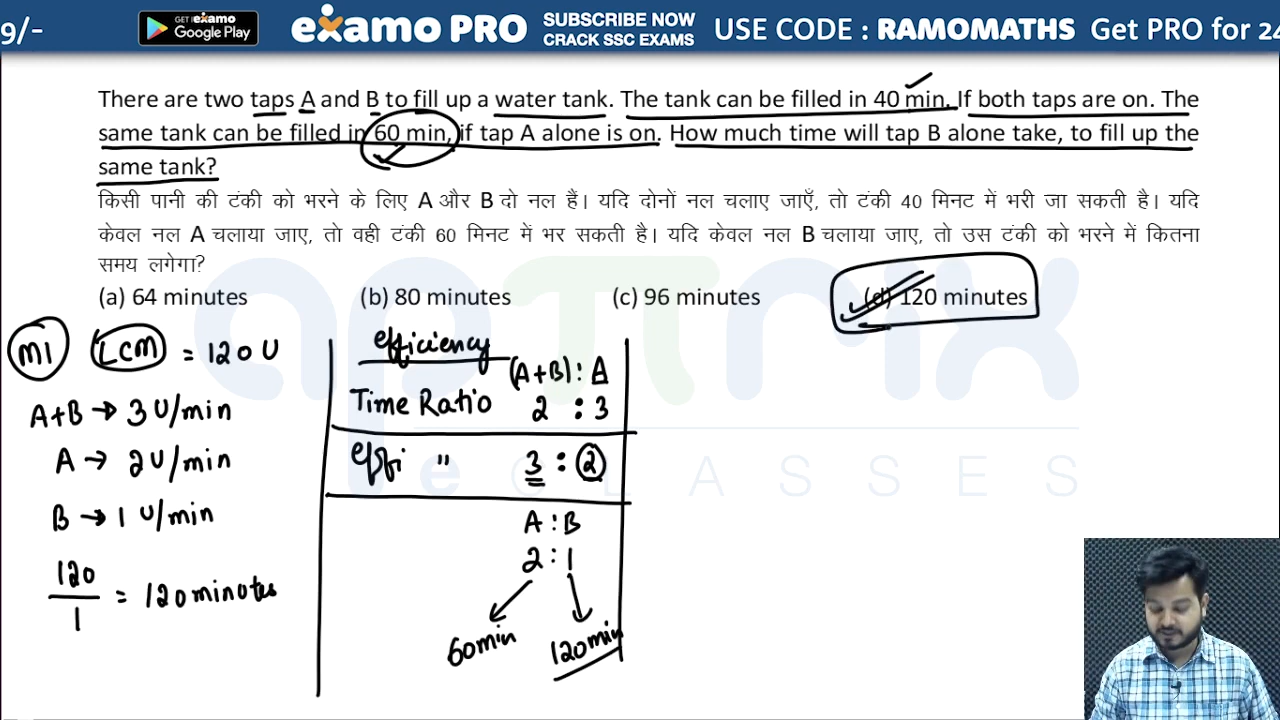 9/-
GET IT examo
Google Play
examo PRO
SUBSCRIBE NOW
CRACK SSC EXAMS
USE CODE : RAMOMATHS Get PRO for 24
There are two taps A and B to fill up a water tank. The tank can be filled in 40 min. If both taps are on. The
same tank can be filled in 60 min, if tap A alone is on. How much time will tap B alone take, to fill up the
same tank?
किसी पानी की टंकी को भरने के लिए A और B दो नल हैं। यदि दोनों नल चलाए जाएँ, तो टंकी 40 मिनट में भरी जा सकती है। यदि
केवल नल A चलाया जाए, तो वही टंकी 60 मिनट में भर सकती है। यदि केवल नल B चलाया जाए, तो उस टंकी को भरने में कितना
समय लगेगा?
(a) 64 minutes (b) 80 minutes (c) 96 minutes (d) 120 minutes
M1 LCM = 120 U
A+B → 3 U/min
A → 2U/min
B → 1 U/min
120/1 = 120 minutes
efficiency
(A+B) : A
Time Ratio 2 : 3
effi " 3 : 2
A : B
2 : 1
60min 120min
apπmix
e CLASSES